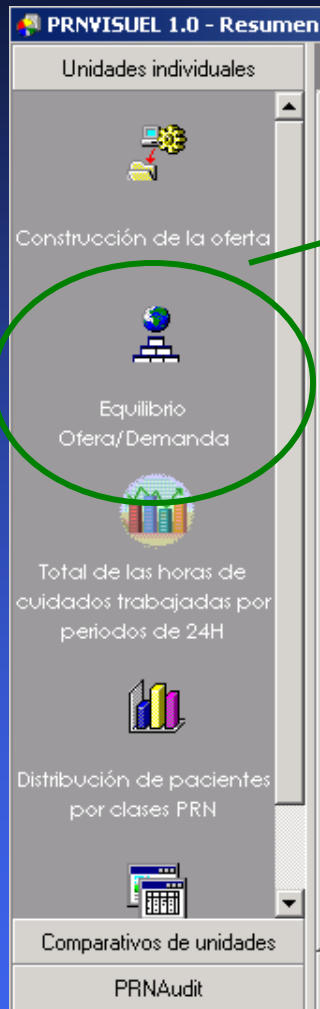 PRNVISUEL 1.0 - Resumen
Unidades individuales
Construcción de la oferta
Equilibrio
Ofera/Demanda
Total de las horas de
cuidados trabajadas por
periodos de 24H
Distribución de pacientes
por clases PRN
Comparativos de unidades
PRNAudit